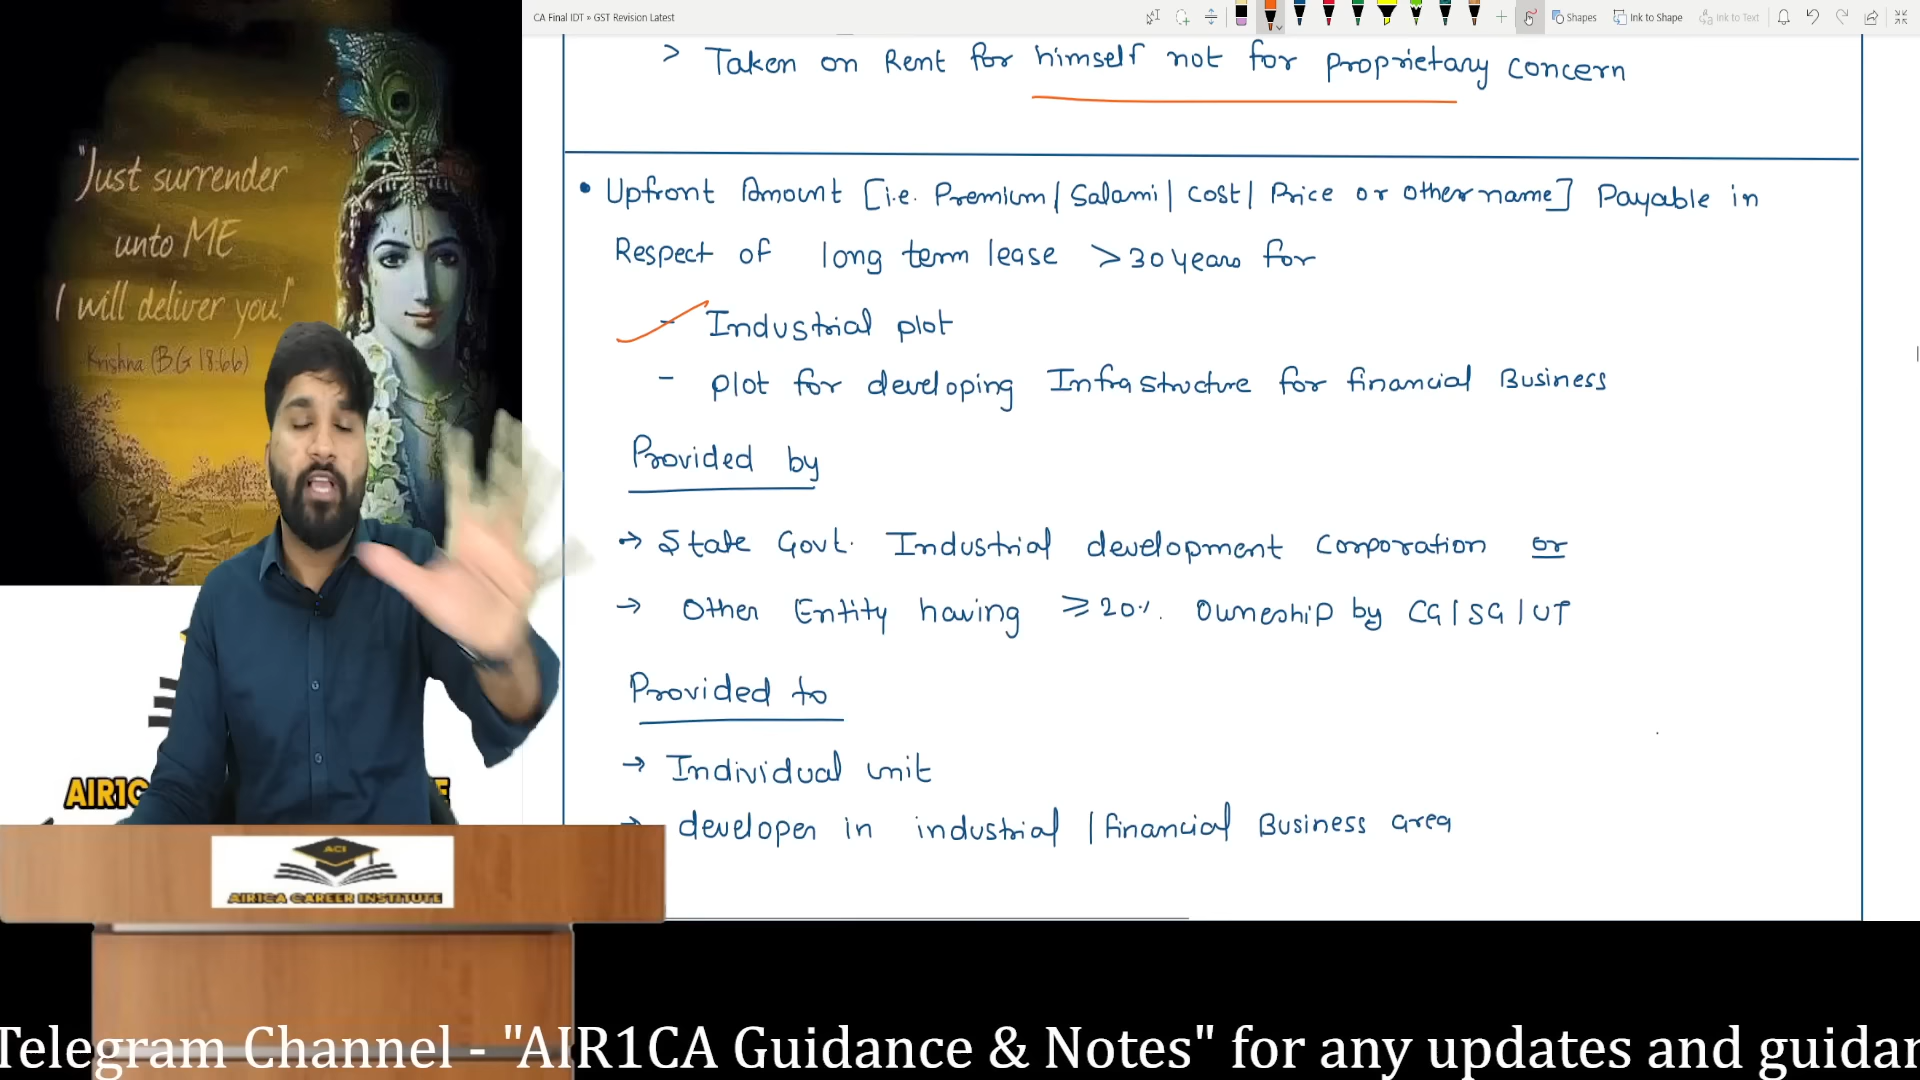 CA Final IDT » GST Revision Latest
Shapes
Ink to Shape
Ink to Text
> Taken on Rent for himself not for proprietary concern
"Just surrender
unto ME
I will deliver you!"
Krishna (B.G 18:66)
• Upfront Amount [i.e. Premium | Salami | cost | Price or other name] Payable in
Respect of long term lease > 30 years for
- Industrial plot
- plot for developing Infrastructure for financial Business
Provided by
→ State Govt. Industrial development Corporation or
→ Other Entity having ≥ 20%. Ownership by CG | SG | UT
Provided to
→ Individual unit
→ developer in industrial | financial Business area
AIR1C
E
ACI
AIR1CA CAREER INSTITUTE
Telegram Channel - "AIR1CA Guidance & Notes" for any updates and guidan